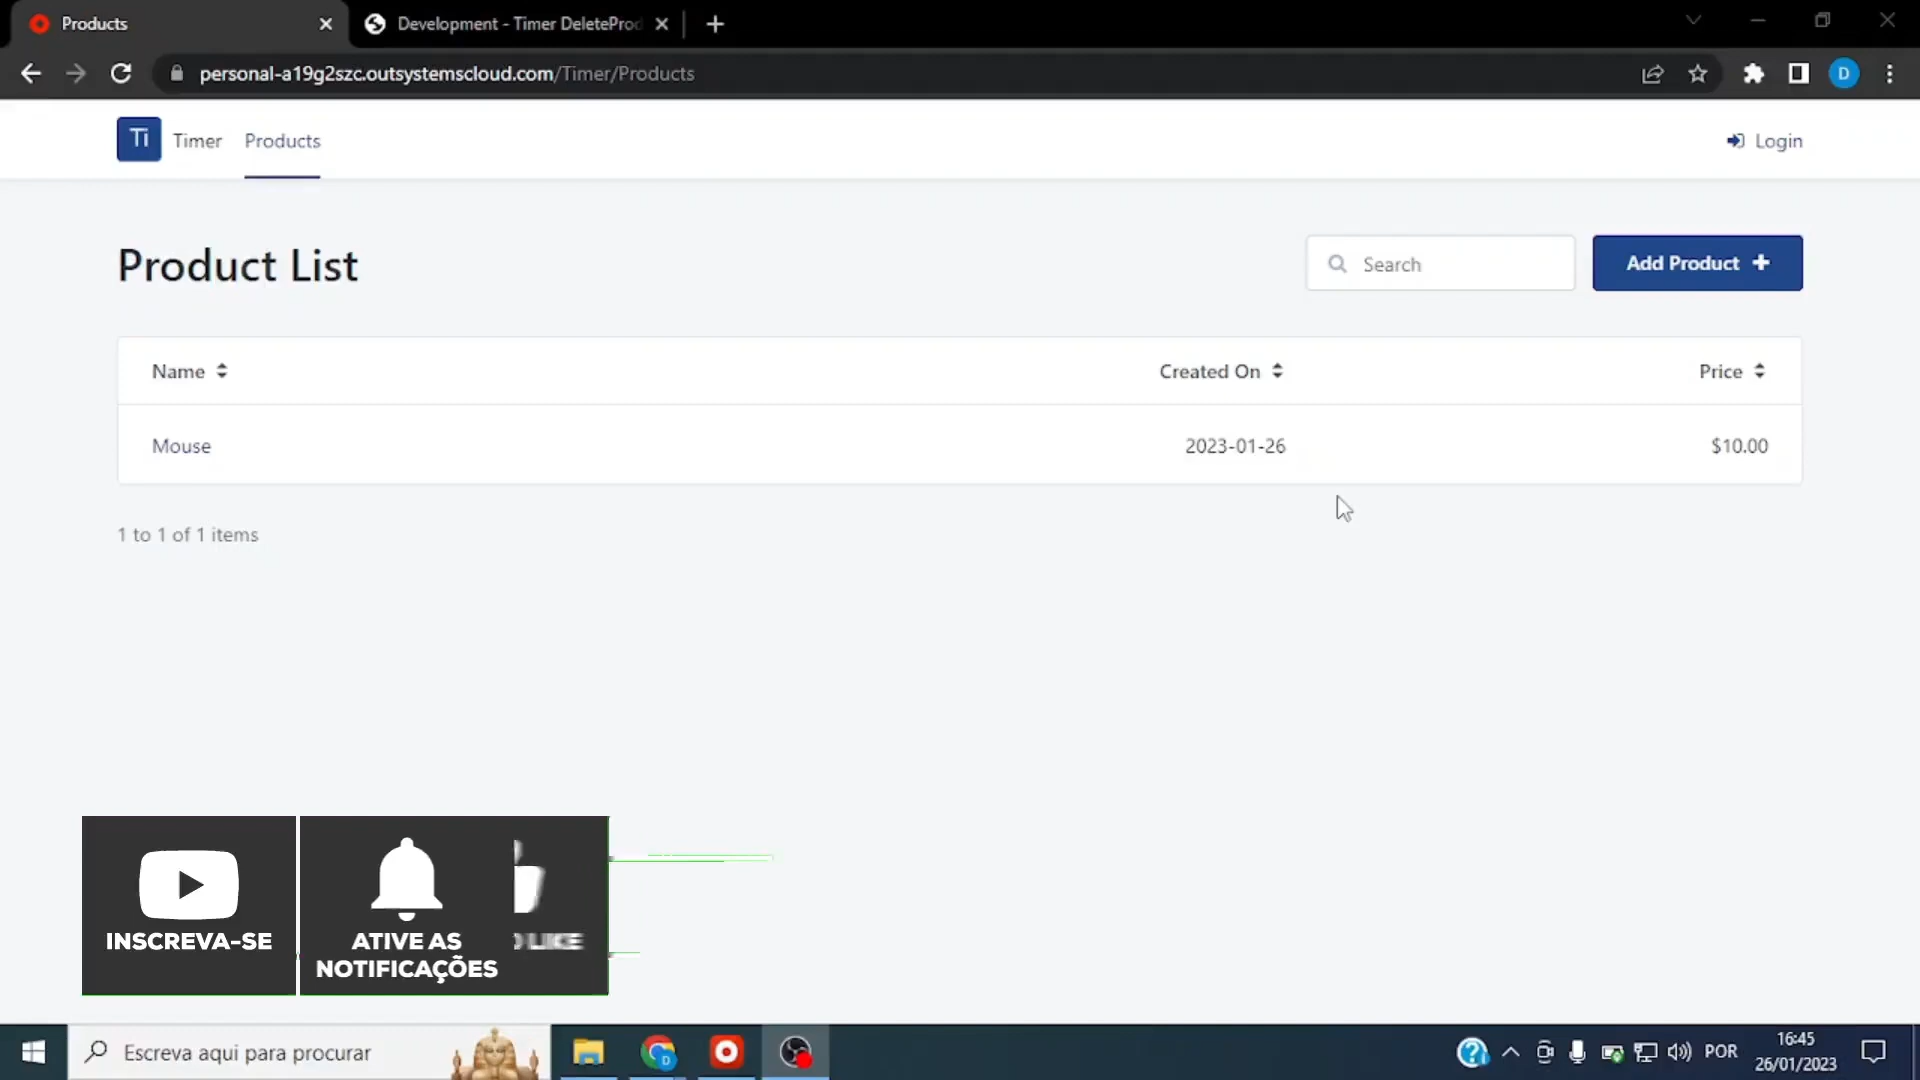 Products
Development - Timer DeleteProd
personal-a19g2szc.outsystemscloud.com/Timer/Products
D
Ti Timer Products Login
Product List
Search
Add Product +
Name Created On Price
Mouse 2023-01-26 $10.00
1 to 1 of 1 items
INSCREVA-SE
ATIVE AS
NOTIFICAÇÕES
LIKE
Escreva aqui para procurar
D
POR
16:45
26/01/2023